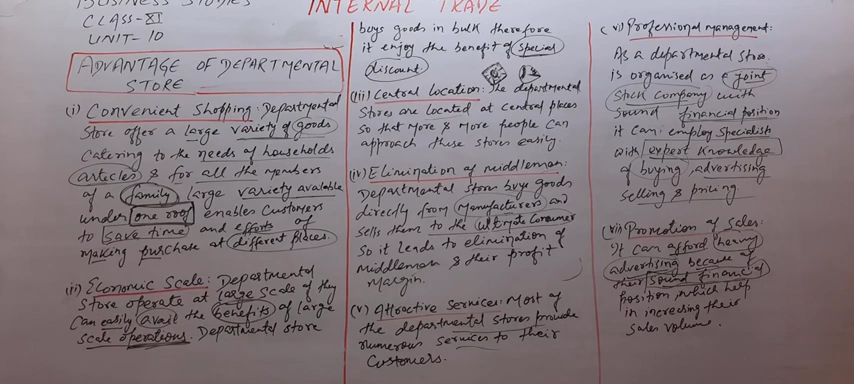 BUSINESS STUDIES
CLASS-XI
UNIT-10
INTERNAL TRADE
ADVANTAGE OF DEPARTMENTAL
STORE
(i) Convenient Shopping: Departmental
Store offer a large variety of goods
Catering to the needs of households
articles & for all the members
of a family large variety available
under one roof enables customers
to save time and efforts of
making purchase at different places
(ii) Economic Scale: Departmental
Store operate at large scale of they
can easily avail the benefits of large
scale operations. Departmental store
buys goods in bulk therefore
it enjoy the benefit of special
discount
(iii) Central Location: The departmental
Stores are located at central places
so that more & more people can
approach these stores easily.
(iv) Elimination of middleman:
Departmental store buys goods
directly from manufacturers and
sells them to the ultimate Consumer
so it leads to elimination of
middleman & their profit
margin.
(v) Attractive Services: Most of
the departmental stores provide
numerous services to their
Customers.
(vi) Professional management:
As a departmental store
is organised as a joint
stock company with
sound financial position
it can employ specialist
with expert knowledge
of buying, advertising
selling & pricing
(vii) Promotion of Sales:
It can afford heavy
advertising because of
their sound financial
position which help
in incresing their
sales volume.